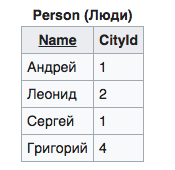 Person (Люди)
Name CityId
Андрей 1
Леонид 2
Сергей 1
Григорий 4